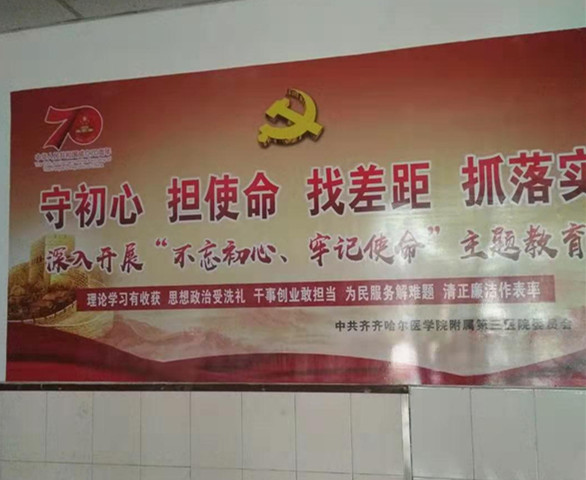 70
守初心 担使命 找差距 抓落实
深入开展“不忘初心、牢记使命”主题教育
理论学习有收获 思想政治受洗礼 干事创业敢担当 为民服务解难题 清正廉洁作表率
中共齐齐哈尔医学院附属第三医院委员会